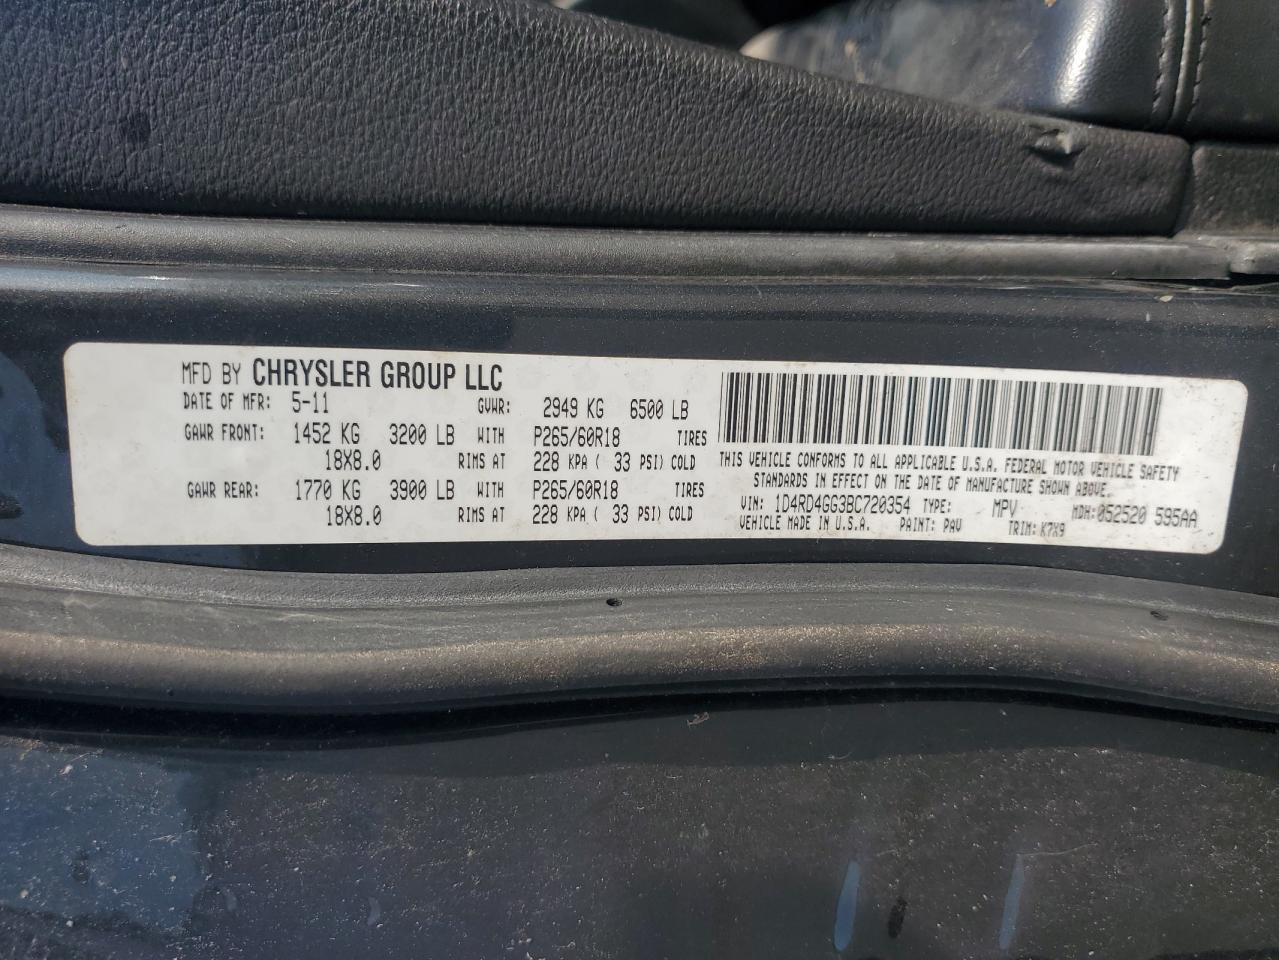 MFD BY CHRYSLER GROUP LLC
DATE OF MFR: 5-11 GVWR: 2949 KG 6500 LB
GAWR FRONT: 1452 KG 3200 LB WITH P265/60R18 TIRES
18X8.0 RIMS AT 228 KPA ( 33 PSI) COLD
GAWR REAR: 1770 KG 3900 LB WITH P265/60R18 TIRES
18X8.0 RIMS AT 228 KPA ( 33 PSI) COLD
THIS VEHICLE CONFORMS TO ALL APPLICABLE U.S.A. FEDERAL MOTOR VEHICLE SAFETY
STANDARDS IN EFFECT ON THE DATE OF MANUFACTURE SHOWN ABOVE.
VIN: 1D4RD4GG3BC720354 TYPE: MPV MDH: 052520 595AA
VEHICLE MADE IN U.S.A. PAINT: PAV TRIM: K7X9